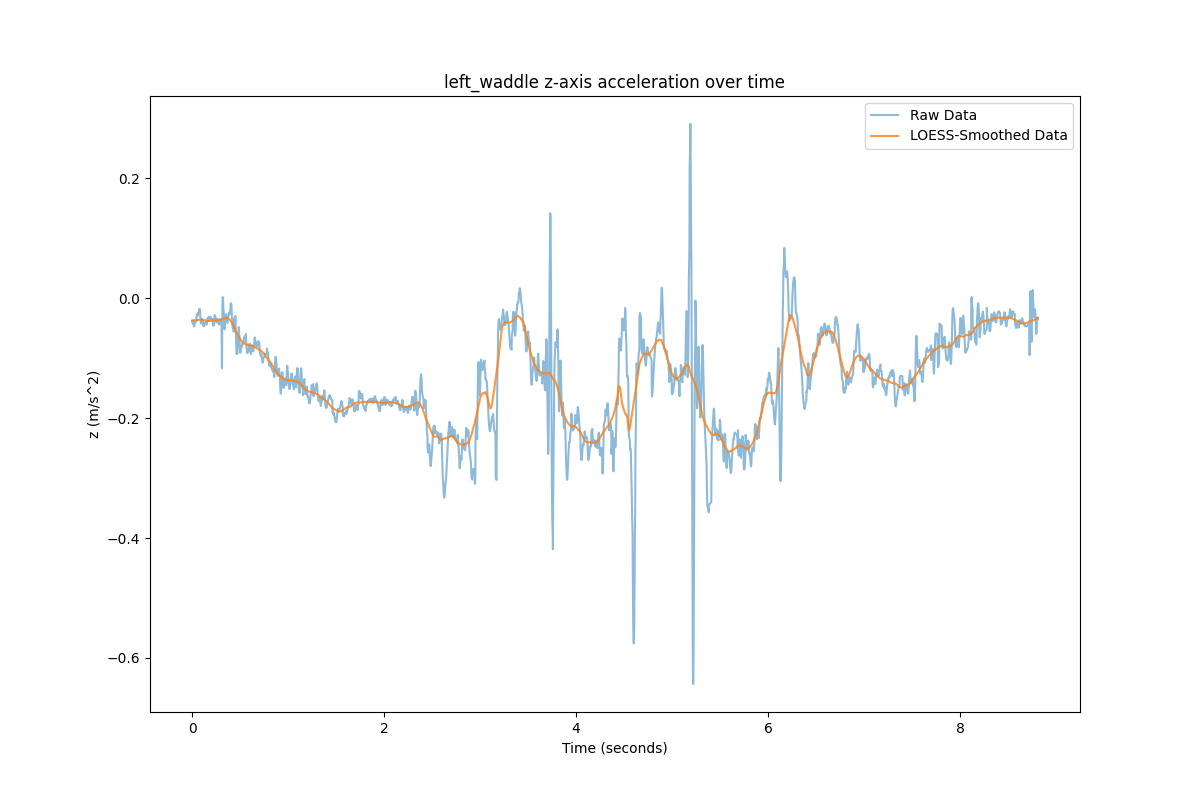 left_waddle z-axis acceleration over time
Raw Data
LOESS-Smoothed Data
z (m/s^2)
0.2
0.0
−0.2
−0.4
−0.6
0 2 4 6 8
Time (seconds)